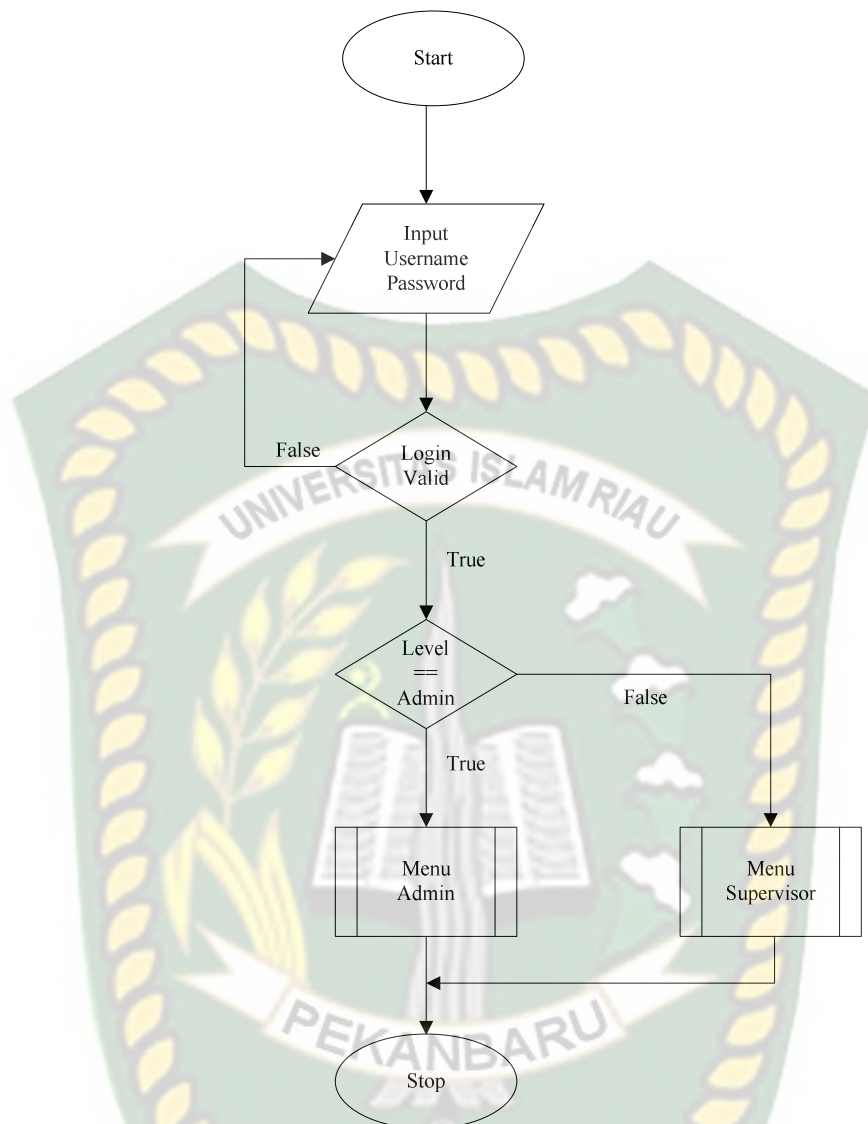 Start
Input
Username
Password
False
Login
Valid
UNIVERSITAS ISLAM RIAU
True
Level
==
Admin
False
True
Menu
Admin
Menu
Supervisor
PEKANBARU
Stop